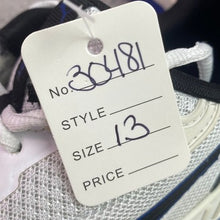 No. 30481
STYLE
SIZE 13
PRICE